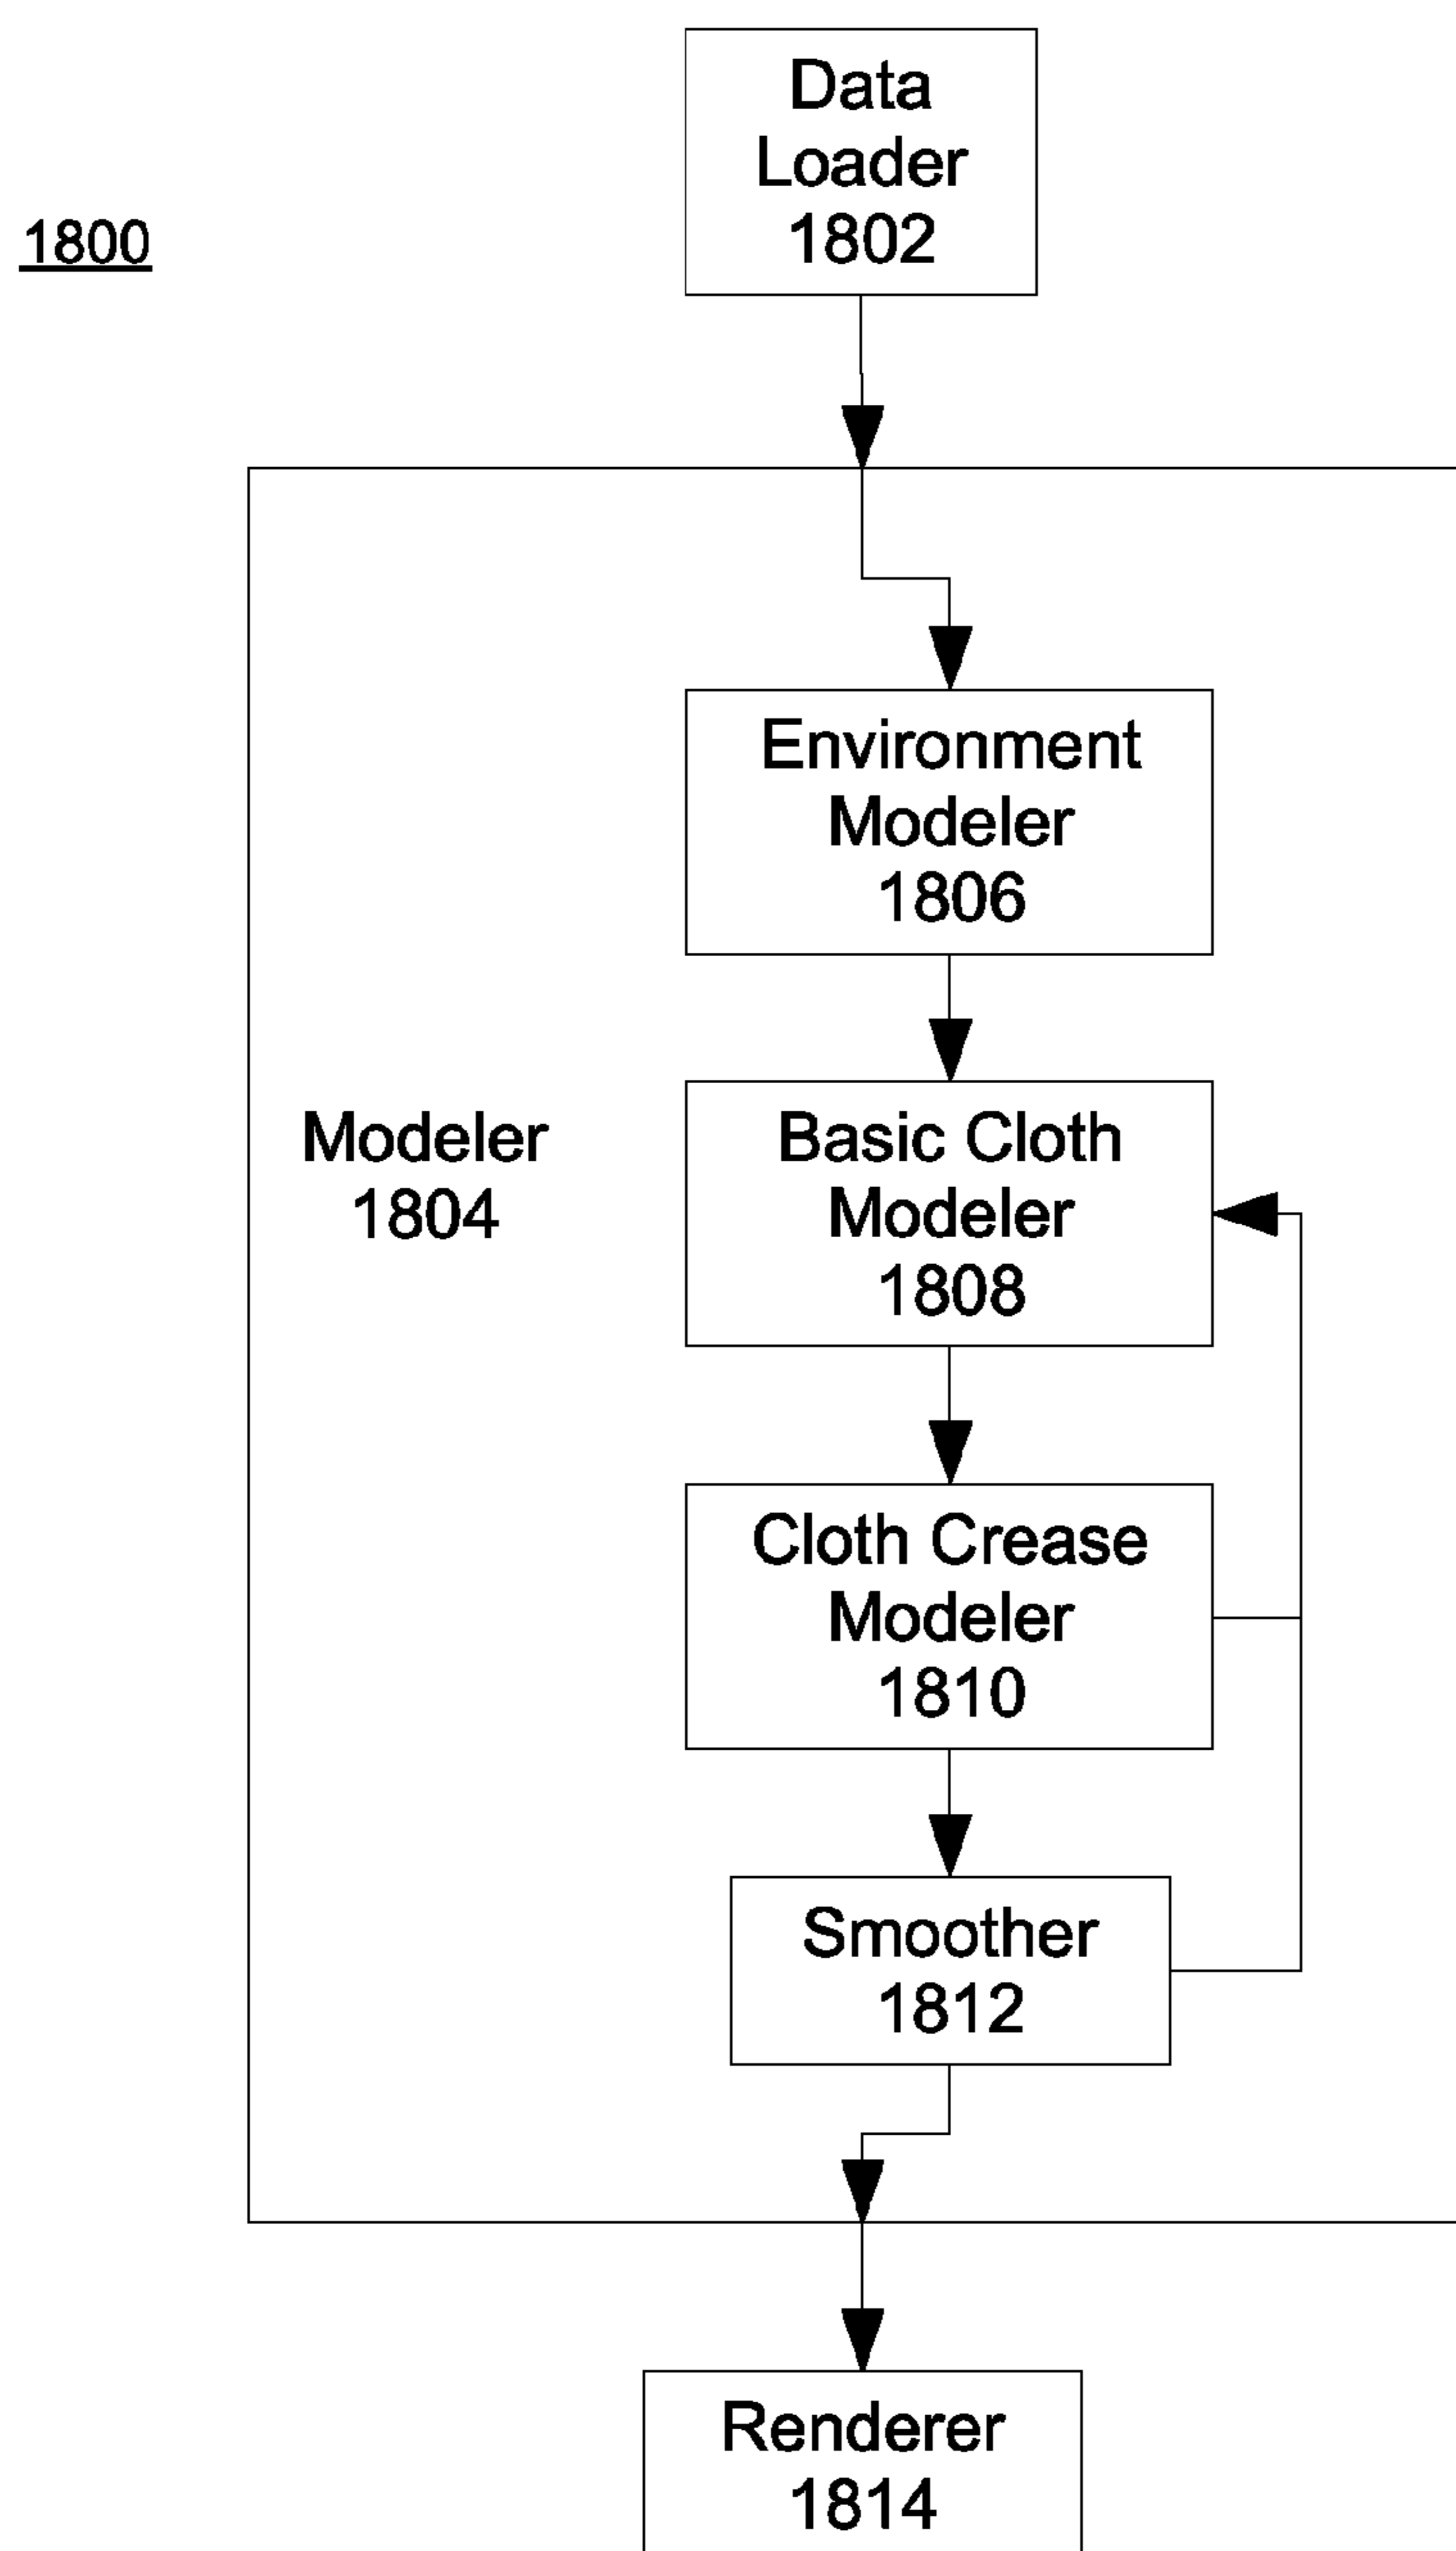 Data
Loader
1802
1800
Environment
Modeler
1806
Modeler
1804
Basic Cloth
Modeler
1808
Cloth Crease
Modeler
1810
Smoother
1812
Renderer
1814